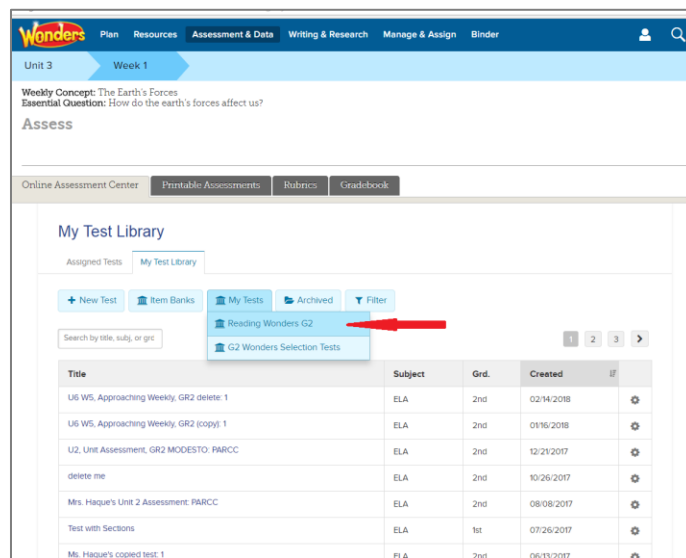 Wonders Plan Resources Assessment & Data Writing & Research Manage & Assign Binder
Unit 3 Week 1
Weekly Concept: The Earth's Forces
Essential Question: How do the earth's forces affect us?
Assess
Online Assessment Center Printable Assessments Rubrics Gradebook
My Test Library
Assigned Tests My Test Library
+ New Test Item Banks My Tests Archived Filter
Reading Wonders G2
Search by title, subj, or grc 1 2 3
G2 Wonders Selection Tests
Title Subject Grd. Created
U6 W5, Approaching Weekly, GR2 delete: 1 ELA 2nd 02/14/2018
U6 W5, Approaching Weekly, GR2 (copy): 1 ELA 2nd 01/16/2018
U2, Unit Assessment, GR2 MODESTO: PARCC ELA 2nd 12/21/2017
delete me ELA 2nd 10/26/2017
Mrs. Haque's Unit 2 Assessment: PARCC ELA 2nd 08/08/2017
Test with Sections ELA 1st 07/26/2017
Ms. Haque's copied test: 1 ELA 2nd 06/13/2017